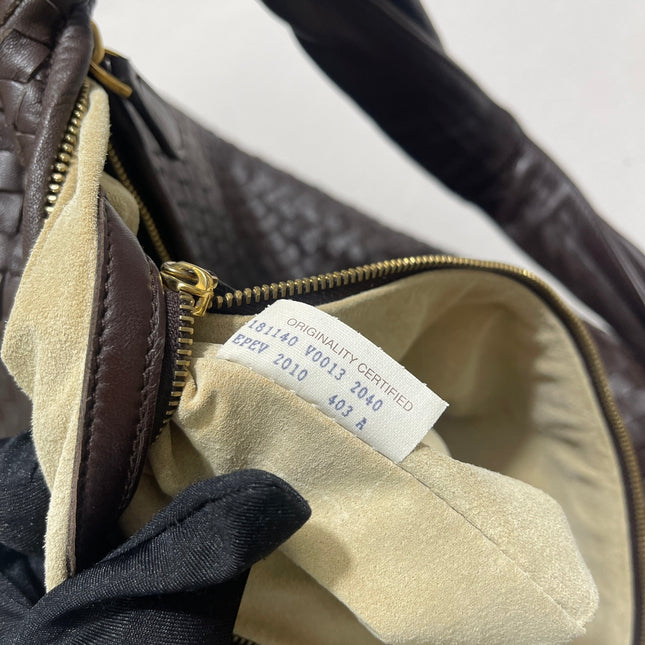 ORIGINALITY CERTIFIED
181140 V0013 2040
EPEV 2010 403 A